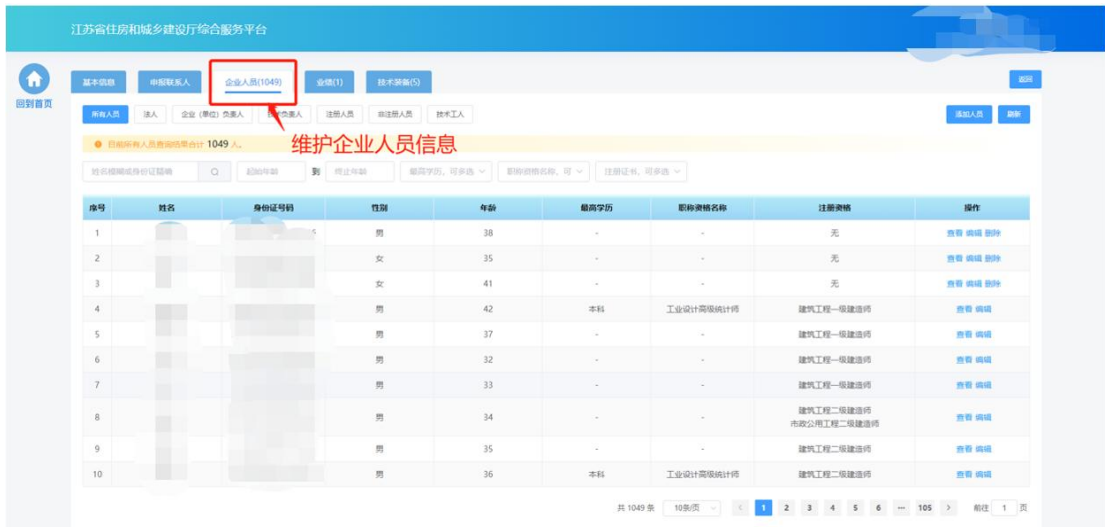 江苏省住房和城乡建设厅综合服务平台
回到首页
基本信息 申报联系人 企业人员(1049) 业绩(1) 技术装备(5) 返回
所有人员 法人 企业（单位）负责人 技术负责人 注册人员 非注册人员 技术工人 添加人员 刷新
目前所有人员查询结果合计 1049 人。
维护企业人员信息
姓名模糊或身份证精确 起始年龄 到 终止年龄 最高学历，可多选 职称资格名称，可 注册证书，可多选
序号 姓名 身份证号码 性别 年龄 最高学历 职称资格名称 注册资格 操作
1 5 男 38 - - 无 查看 编辑 删除
2 女 35 - - 无 查看 编辑 删除
3 女 41 - - 无 查看 编辑 删除
4 男 42 本科 工业设计高级统计师 建筑工程一级建造师 查看 编辑
5 男 37 - - 建筑工程一级建造师 查看 编辑
6 男 32 - - 建筑工程一级建造师 查看 编辑
7 男 33 - - 建筑工程一级建造师 查看 编辑
8 男 34 - - 建筑工程二级建造师 查看 编辑
市政公用工程二级建造师
9 男 35 - - 建筑工程二级建造师 查看 编辑
10 男 36 本科 工业设计高级统计师 建筑工程二级建造师 查看 编辑
共 1049 条 10条/页 < 1 2 3 4 5 6 ··· 105 > 前往 1 页